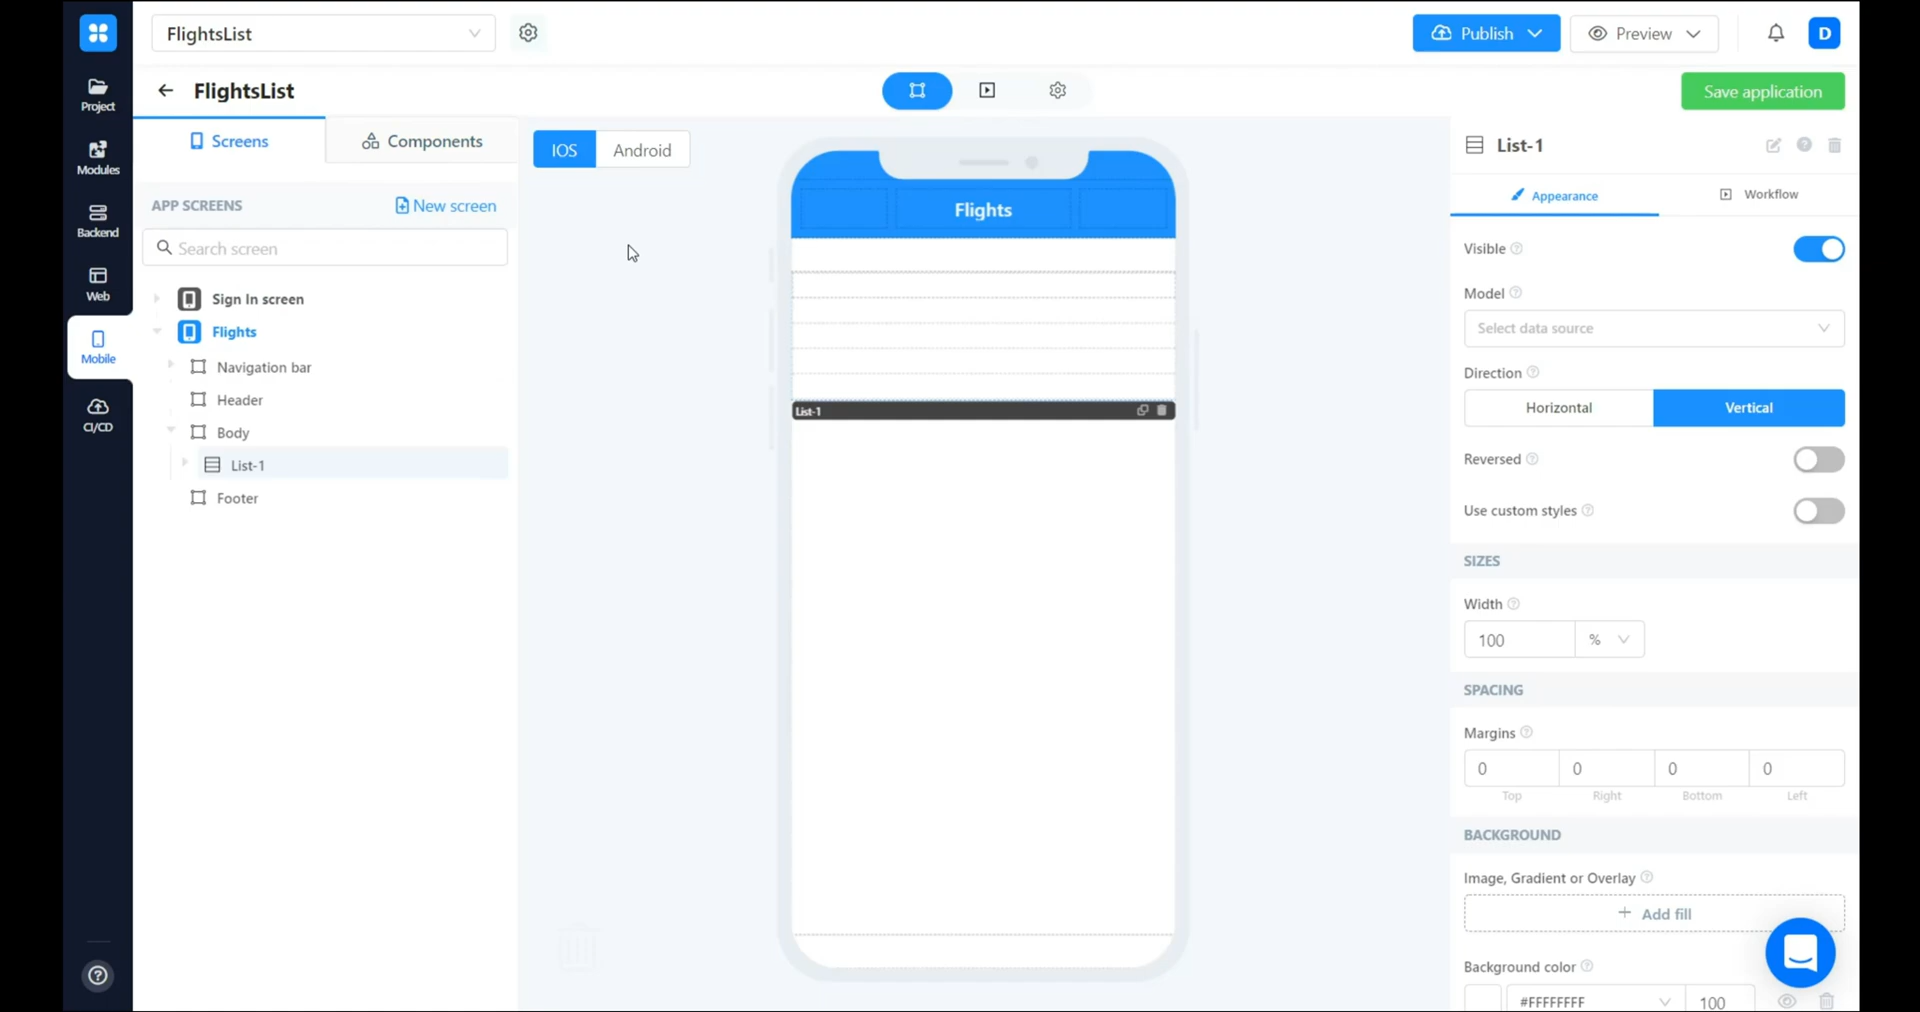 FlightsList
Publish
Preview
D
Project
Modules
Backend
Web
Mobile
CI/CD
FlightsList
Save application
Screens
Components
APP SCREENS
New screen
Search screen
Sign In screen
Flights
Navigation bar
Header
Body
List-1
Footer
IOS
Android
Flights
List-1
List-1
Appearance
Workflow
Visible
Model
Select data source
Direction
Horizontal
Vertical
Reversed
Use custom styles
SIZES
Width
100
%
SPACING
Margins
0 0 0 0
Top Right Bottom Left
BACKGROUND
Image, Gradient or Overlay
+ Add fill
Background color
#FFFFFFFF
100